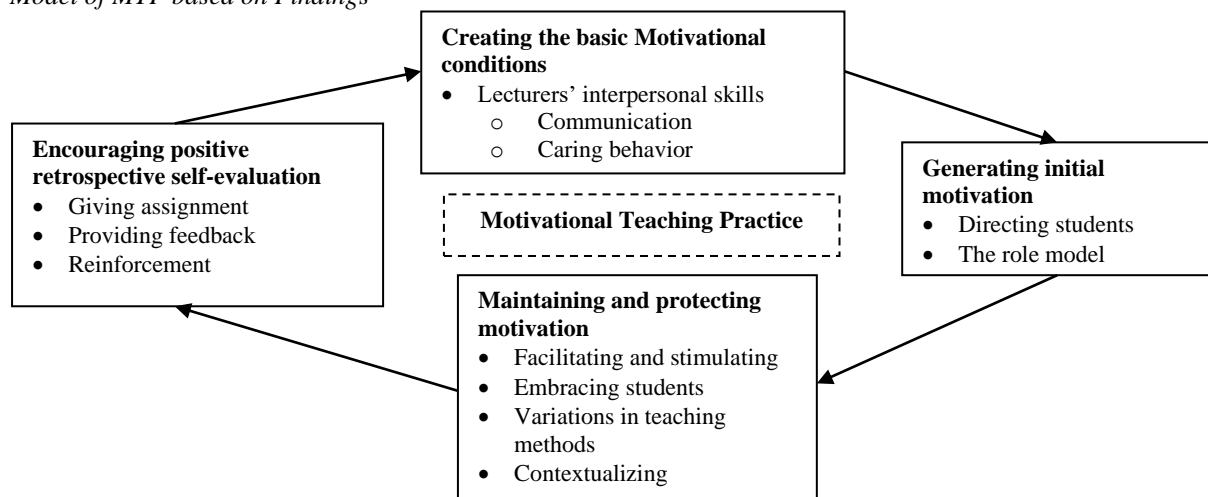 Model of MTP based on Findings
Creating the basic Motivational
conditions
• Lecturers’ interpersonal skills
o Communication
o Caring behavior
Encouraging positive
retrospective self-evaluation
• Giving assignment
• Providing feedback
• Reinforcement
Generating initial
motivation
• Directing students
• The role model
Motivational Teaching Practice
Maintaining and protecting
motivation
• Facilitating and stimulating
• Embracing students
• Variations in teaching
methods
• Contextualizing